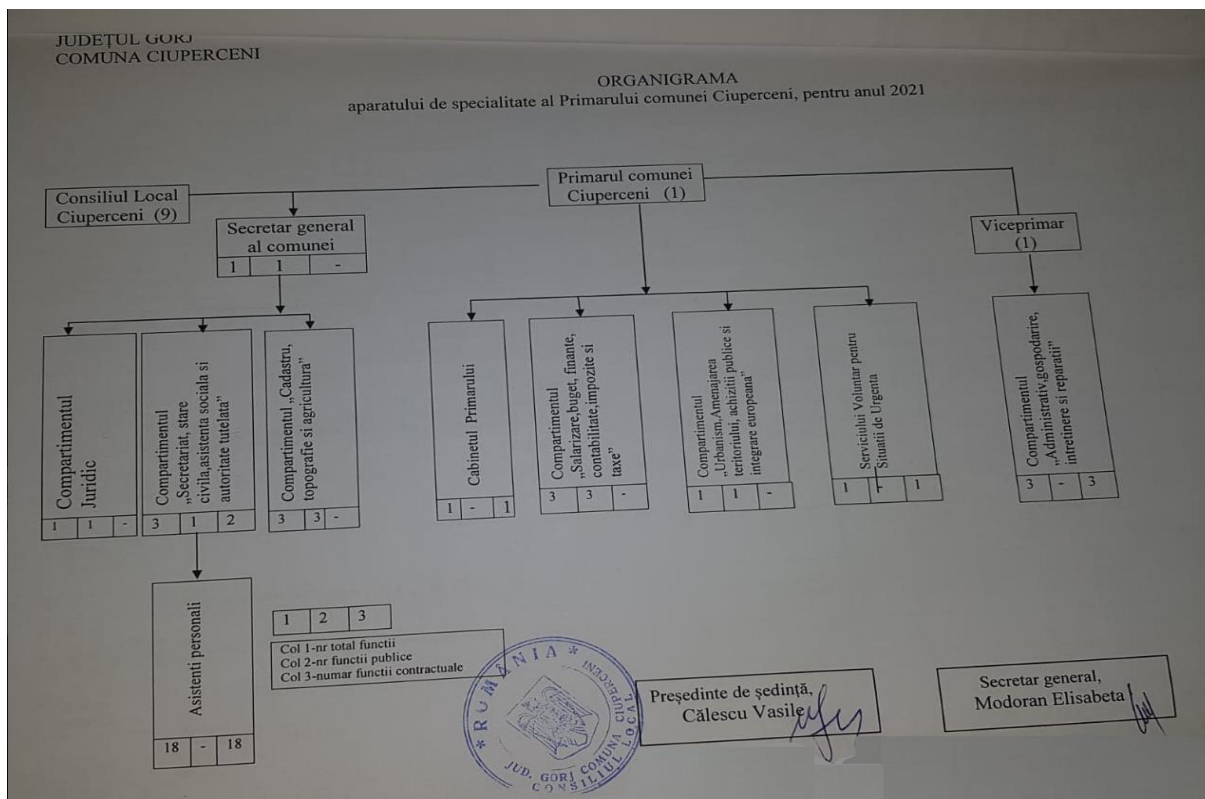 JUDEȚUL GORJ
COMUNA CIUPERCENI
ORGANIGRAMA
aparatului de specialitate al Primarului comunei Ciuperceni, pentru anul 2021
Consiliul Local
Ciuperceni (9)
Primarul comunei
Ciuperceni (1)
Secretar general
al comunei
1 1 -
Viceprimar
(1)
Compartimentul
Juridic
1 1 -
Compartimentul
„Secretariat, stare
civila,asistenta sociala si
autoritate tutelata"
3 1 2
Compartimentul „Cadastru,
topografie si agricultura"
3 3 -
Cabinetul Primarului
1 - 1
Compartimentul
„Salarizare,buget, finante,
contabilitate,impozite si
taxe"
3 3 -
Compartimentul
„Urbanism,Amenajarea
teritoriului, achizitii publice si
integrare europeana"
1 1 -
Serviciului Voluntar pentru
Situatii de Urgenta
1 - 1
Compartimentul
„Administrativ,gospodarire,
intretinere si reparatii"
3 - 3
Asistenti personali
18 - 18
1 2 3
Col 1-nr total functii
Col 2-nr functii publice
Col 3-numar functii contractuale
* ROMÂNIA *
JUD. GORJ COMUNA CIUPERCENI
CONSILIUL LOCAL
Președinte de ședință,
Călescu Vasile
Secretar general,
Modoran Elisabeta